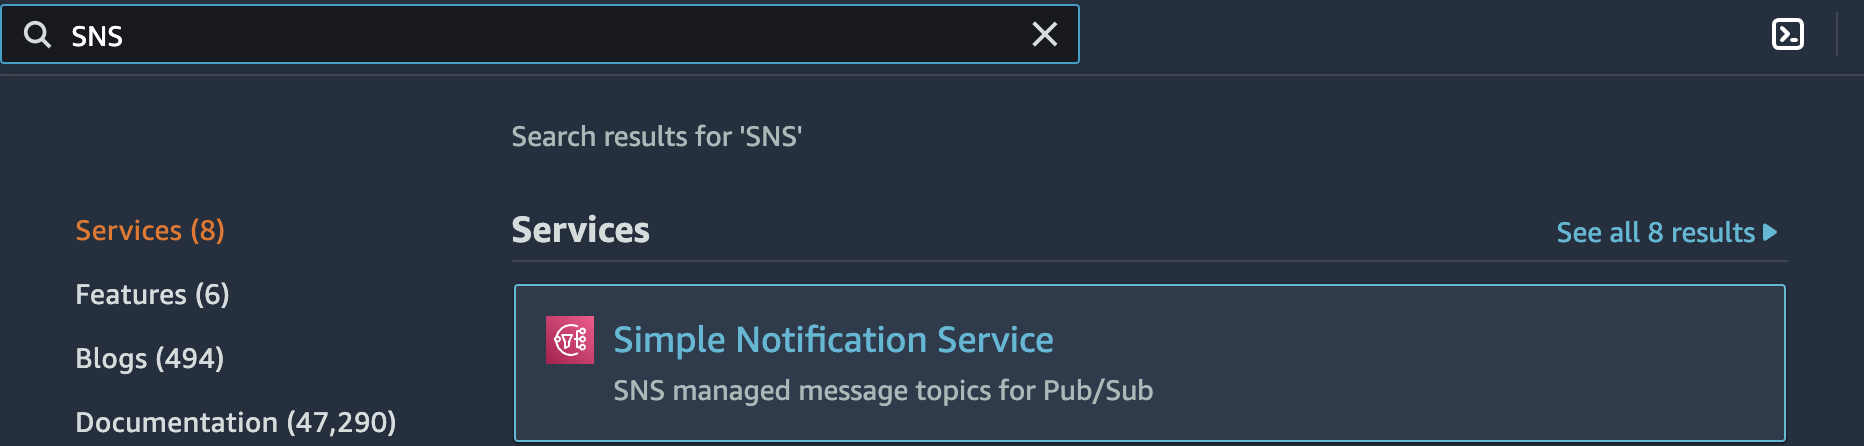 SNS
Search results for 'SNS'
Services (8)
Features (6)
Blogs (494)
Documentation (47,290)
Services
See all 8 results
Simple Notification Service
SNS managed message topics for Pub/Sub